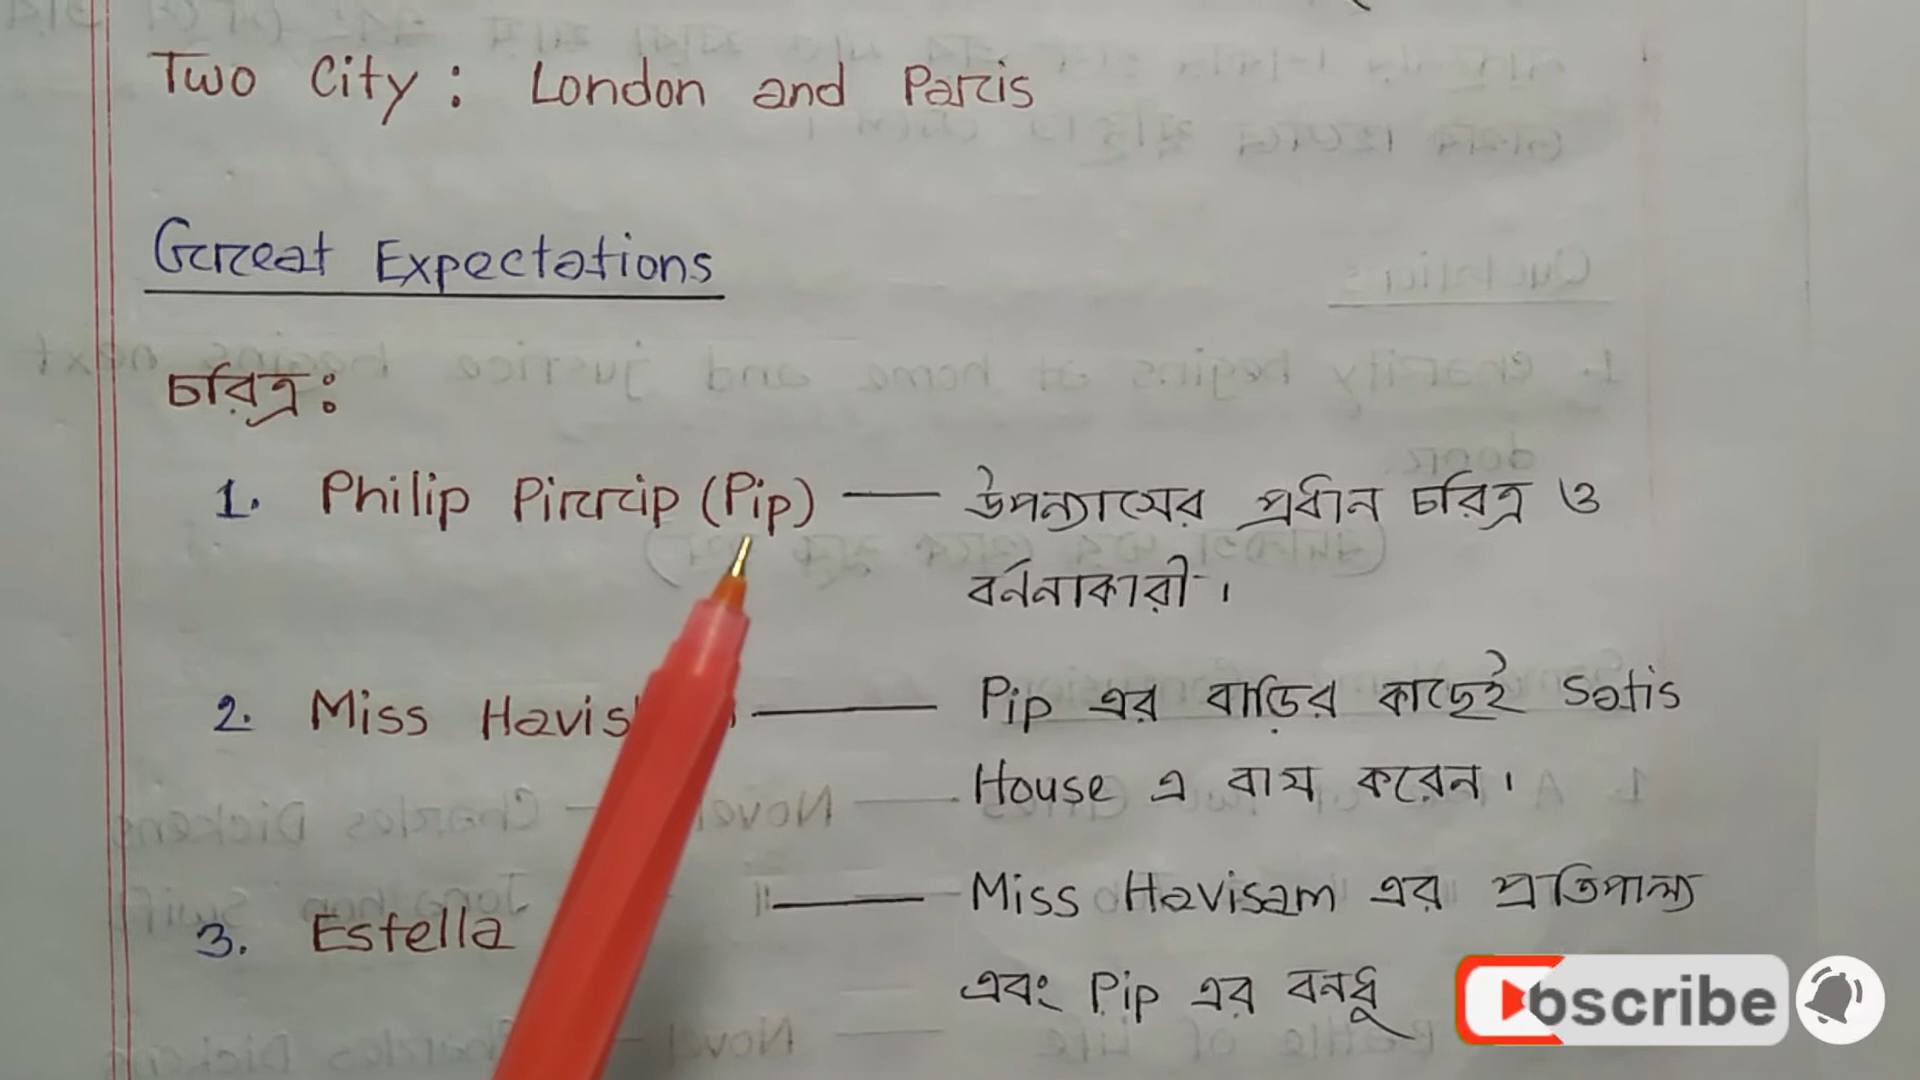 Two City : London and Paris
Great Expectations
চরিত্র :
1. Philip Pirrip (Pip) — উপন্যাসের প্রধান চরিত্র ও
বর্ননাকারী ।
2. Miss — Pip এর বাড়ির কাছেই Satis
House এ বাস করেন ।
3. Estella — Miss Havisam এর প্রতিপাল্য
এবং Pip এর বন্ধু
bscribe